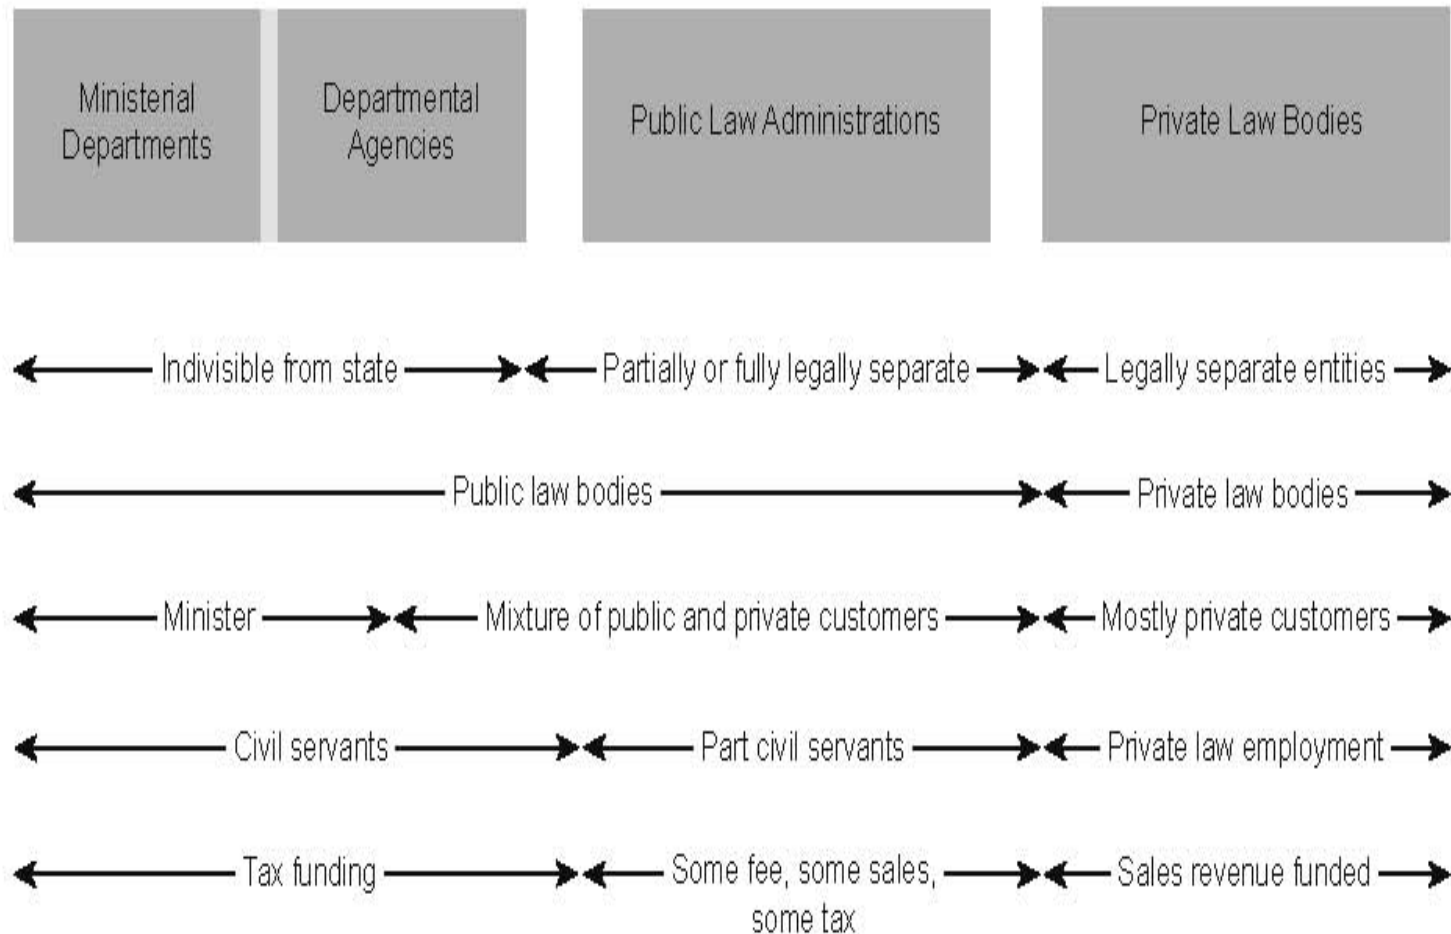 Ministerial
Departments
Departmental
Agencies
Public Law Administrations
Private Law Bodies
Indivisible from state
Partially or fully legally separate
Legally separate entities
Public law bodies
Private law bodies
Minister
Mixture of public and private customers
Mostly private customers
Civil servants
Part civil servants
Private law employment
Tax funding
Some fee, some sales,
some tax
Sales revenue funded